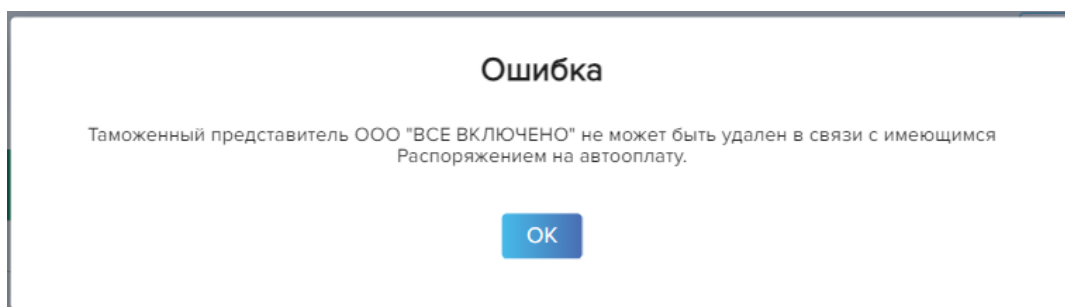 Ошибка
Таможенный представитель ООО "ВСЕ ВКЛЮЧЕНО" не может быть удален в связи с имеющимся
Распоряжением на автооплату.
OK